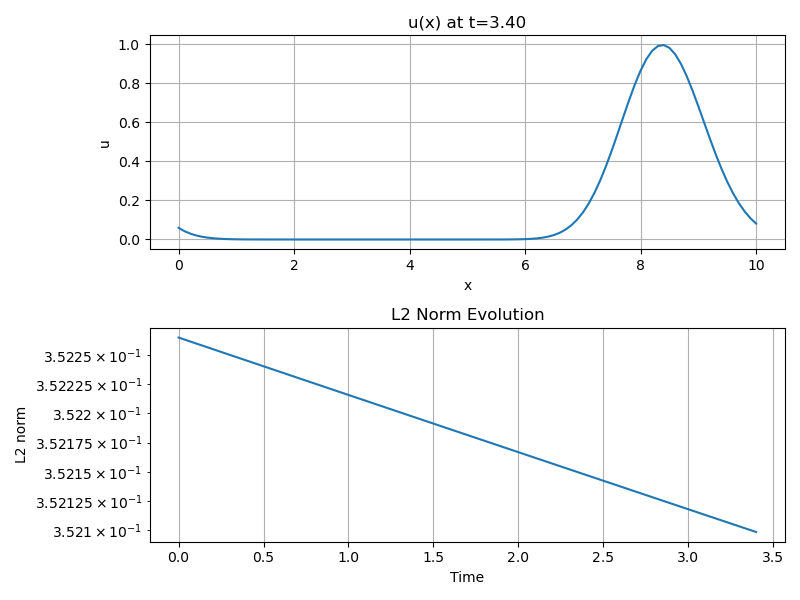 u(x) at t=3.40
1.0
0.8
0.6
0.4
0.2
0.0
u
0 2 4 6 8 10
x
L2 Norm Evolution
3.5225 × 10⁻¹
3.52225 × 10⁻¹
3.522 × 10⁻¹
3.52175 × 10⁻¹
3.5215 × 10⁻¹
3.52125 × 10⁻¹
3.521 × 10⁻¹
L2 norm
0.0 0.5 1.0 1.5 2.0 2.5 3.0 3.5
Time